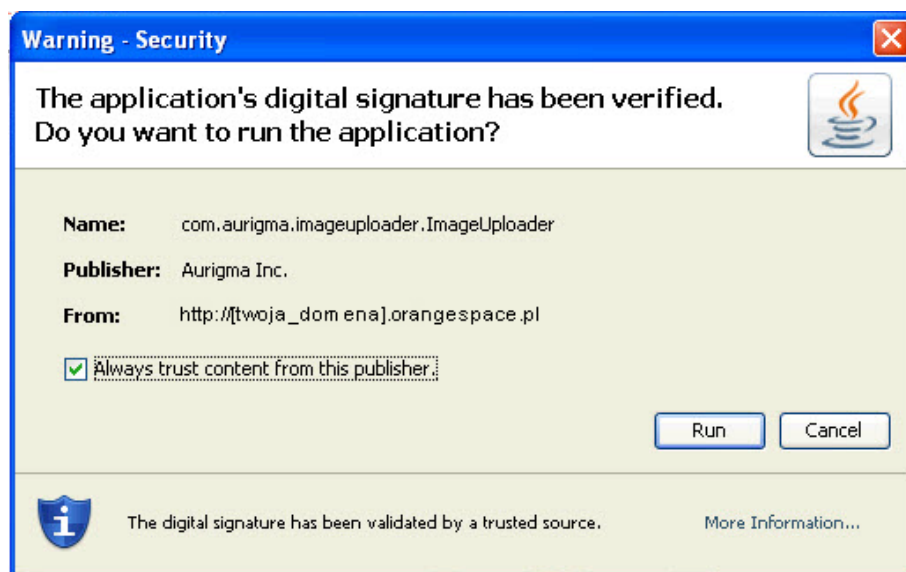 Warning - Security
The application's digital signature has been verified.
Do you want to run the application?
Name: com.aurigma.imageuploader.ImageUploader
Publisher: Aurigma Inc.
From: http://[twoja_domena].orangespace.pl
Always trust content from this publisher.
Run Cancel
The digital signature has been validated by a trusted source. More Information...